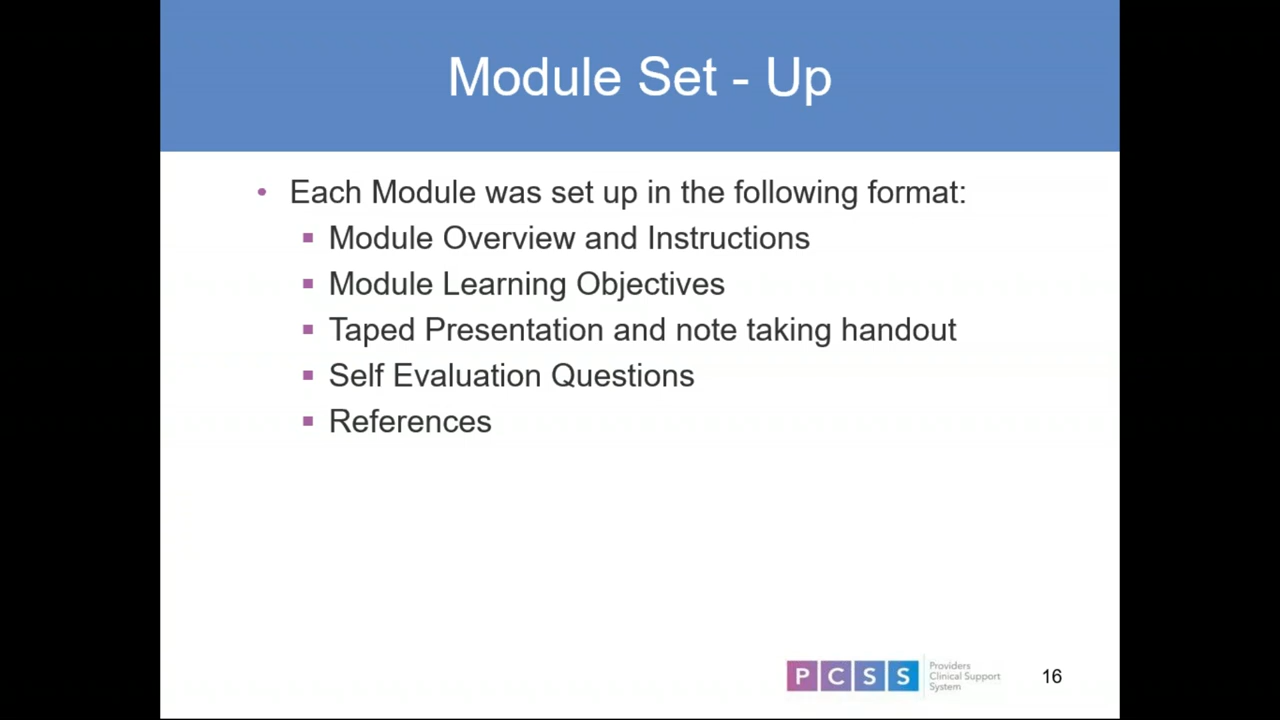 Module Set - Up
• Each Module was set up in the following format:
▪ Module Overview and Instructions
▪ Module Learning Objectives
▪ Taped Presentation and note taking handout
▪ Self Evaluation Questions
▪ References
PCSS
Providers
Clinical Support
System
16